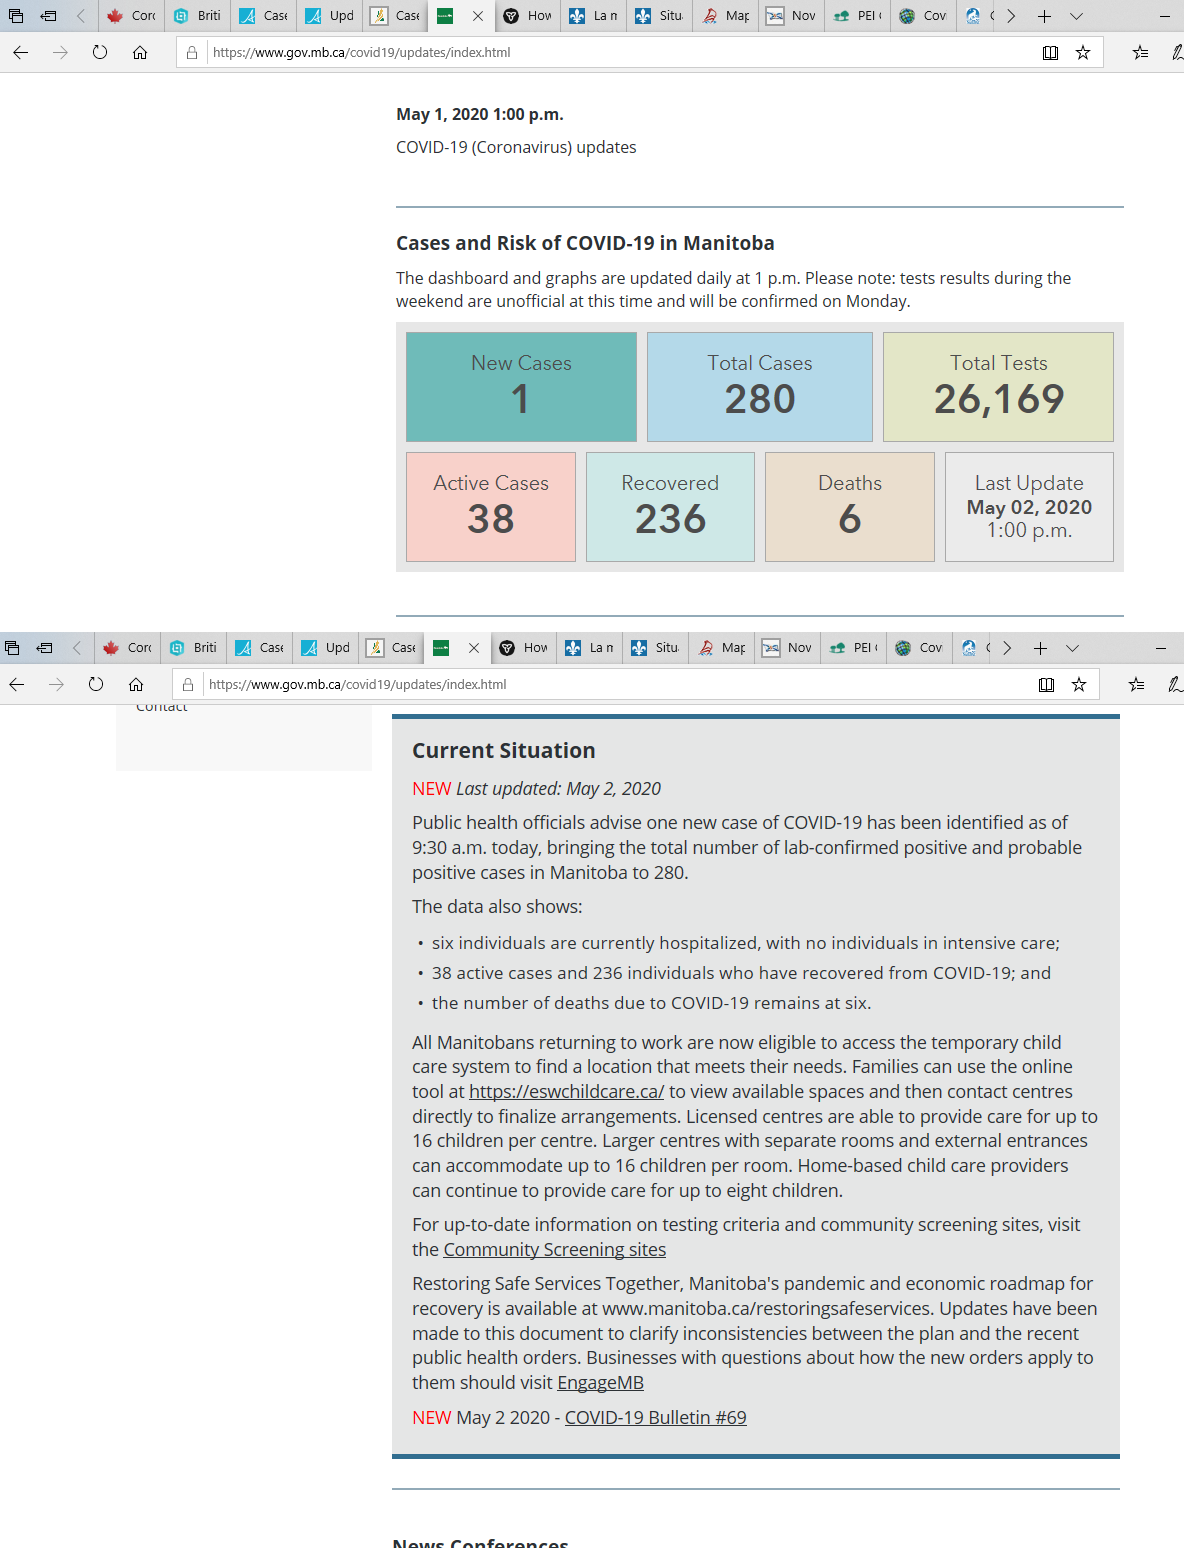 Corc
Briti
Case
Upd
Case
How
La n
Situ
Map
Nov
PEI
Cov
https://www.gov.mb.ca/covid19/updates/index.html
May 1, 2020 1:00 p.m.
COVID-19 (Coronavirus) updates
Cases and Risk of COVID-19 in Manitoba
The dashboard and graphs are updated daily at 1 p.m. Please note: tests results during the
weekend are unofficial at this time and will be confirmed on Monday.
New Cases
1
Total Cases
280
Total Tests
26,169
Active Cases
38
Recovered
236
Deaths
6
Last Update
May 02, 2020
1:00 p.m.
Corc
Briti
Case
Upd
Case
How
La n
Situ
Map
Nov
PEI
Cov
https://www.gov.mb.ca/covid19/updates/index.html
Contact
Current Situation
NEW Last updated: May 2, 2020
Public health officials advise one new case of COVID-19 has been identified as of
9:30 a.m. today, bringing the total number of lab-confirmed positive and probable
positive cases in Manitoba to 280.
The data also shows:
• six individuals are currently hospitalized, with no individuals in intensive care;
• 38 active cases and 236 individuals who have recovered from COVID-19; and
• the number of deaths due to COVID-19 remains at six.
All Manitobans returning to work are now eligible to access the temporary child
care system to find a location that meets their needs. Families can use the online
tool at https://eswchildcare.ca/ to view available spaces and then contact centres
directly to finalize arrangements. Licensed centres are able to provide care for up to
16 children per centre. Larger centres with separate rooms and external entrances
can accommodate up to 16 children per room. Home-based child care providers
can continue to provide care for up to eight children.
For up-to-date information on testing criteria and community screening sites, visit
the Community Screening sites
Restoring Safe Services Together, Manitoba's pandemic and economic roadmap for
recovery is available at www.manitoba.ca/restoringsafeservices. Updates have been
made to this document to clarify inconsistencies between the plan and the recent
public health orders. Businesses with questions about how the new orders apply to
them should visit EngageMB
NEW May 2 2020 - COVID-19 Bulletin #69
News Conferences